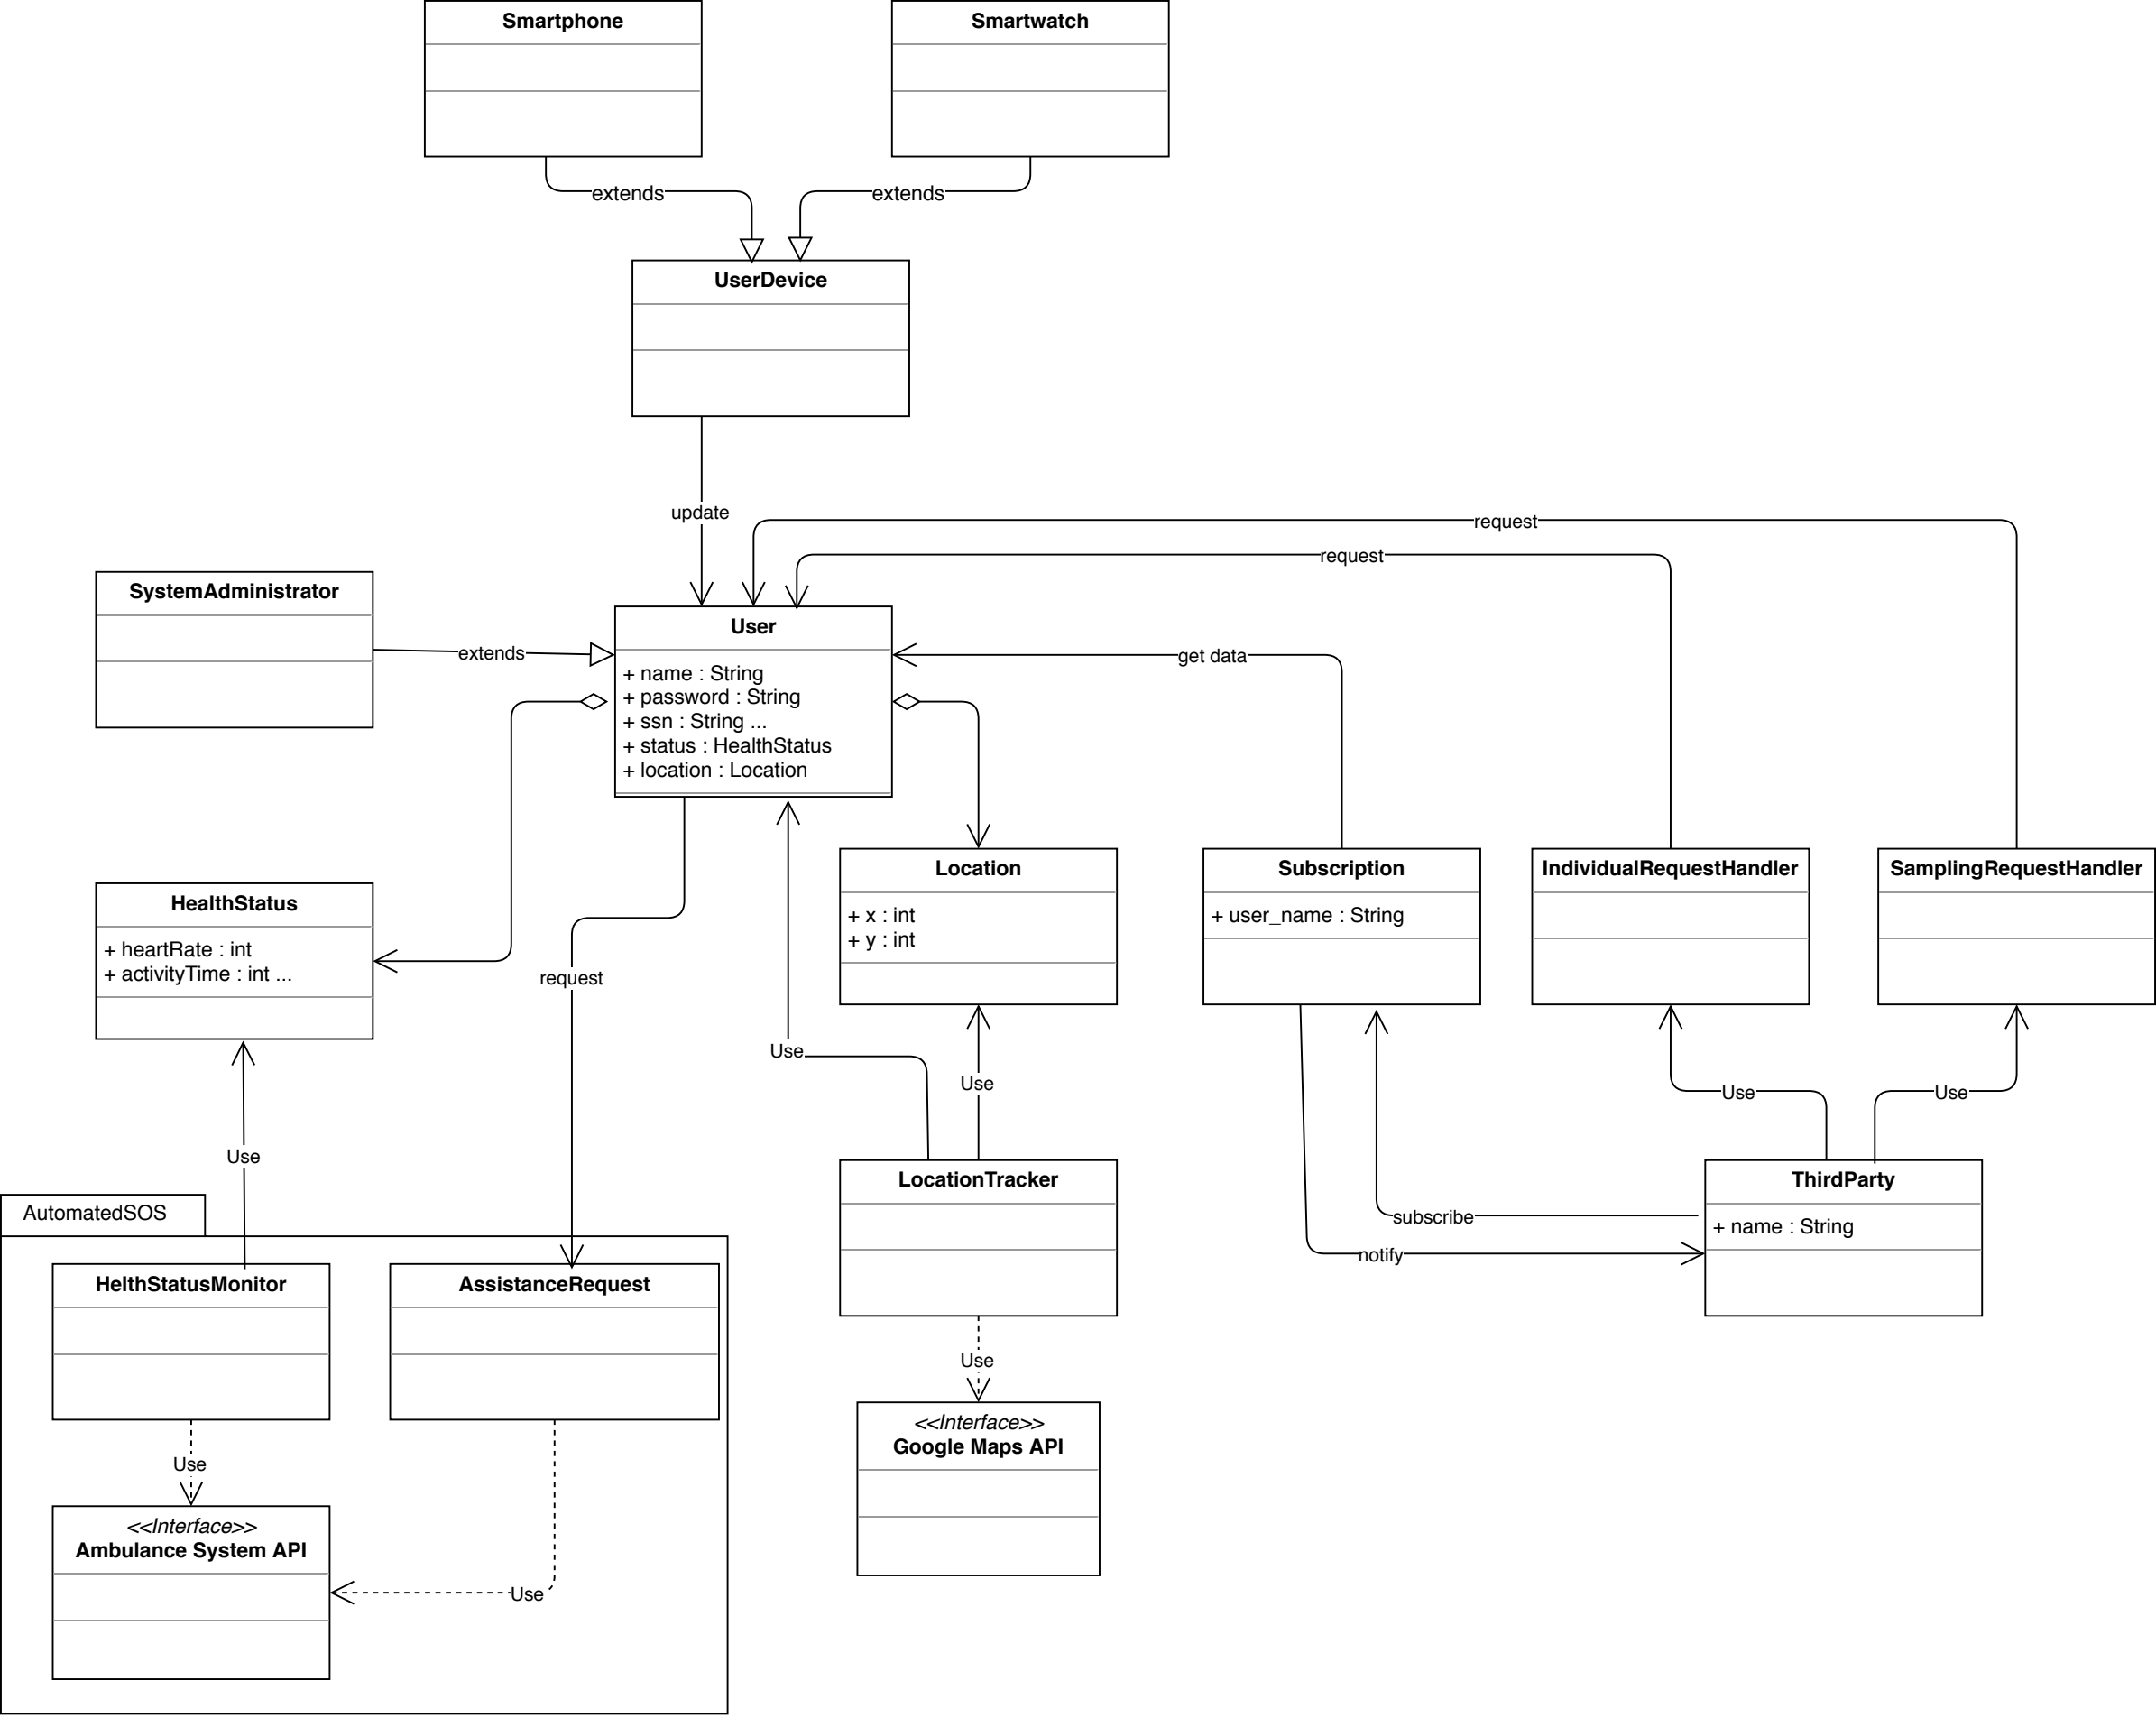 Smartphone
Smartwatch
extends
extends
UserDevice
update
request
request
SystemAdministrator
extends
User
+ name : String
+ password : String
+ ssn : String ...
+ status : HealthStatus
+ location : Location
get data
HealthStatus
+ heartRate : int
+ activityTime : int ...
Location
+ x : int
+ y : int
Subscription
+ user_name : String
IndividualRequestHandler
SamplingRequestHandler
request
Use
Use
Use
Use
Use
LocationTracker
ThirdParty
+ name : String
subscribe
notify
AutomatedSOS
HelthStatusMonitor
AssistanceRequest
Use
<<Interface>>
Google Maps API
Use
<<Interface>>
Ambulance System API
Use